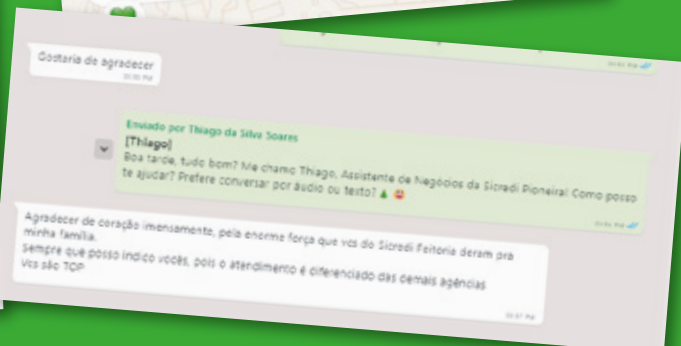 Gostaria de agradecer
Enviado por Thiago da Silva Soares
[Thiago]
Boa tarde, tudo bom? Me chamo Thiago, Assistente de Negócios da Sicredi Pioneira! Como posso
te ajudar? Prefere conversar por áudio ou texto?
Agradecer de coração imensamente, pela enorme força que vcs do Sicredi Feitoria deram pra
minha família.
Sempre que posso indico vocês, pois o atendimento é diferenciado das demais agências
Vcs são TOP